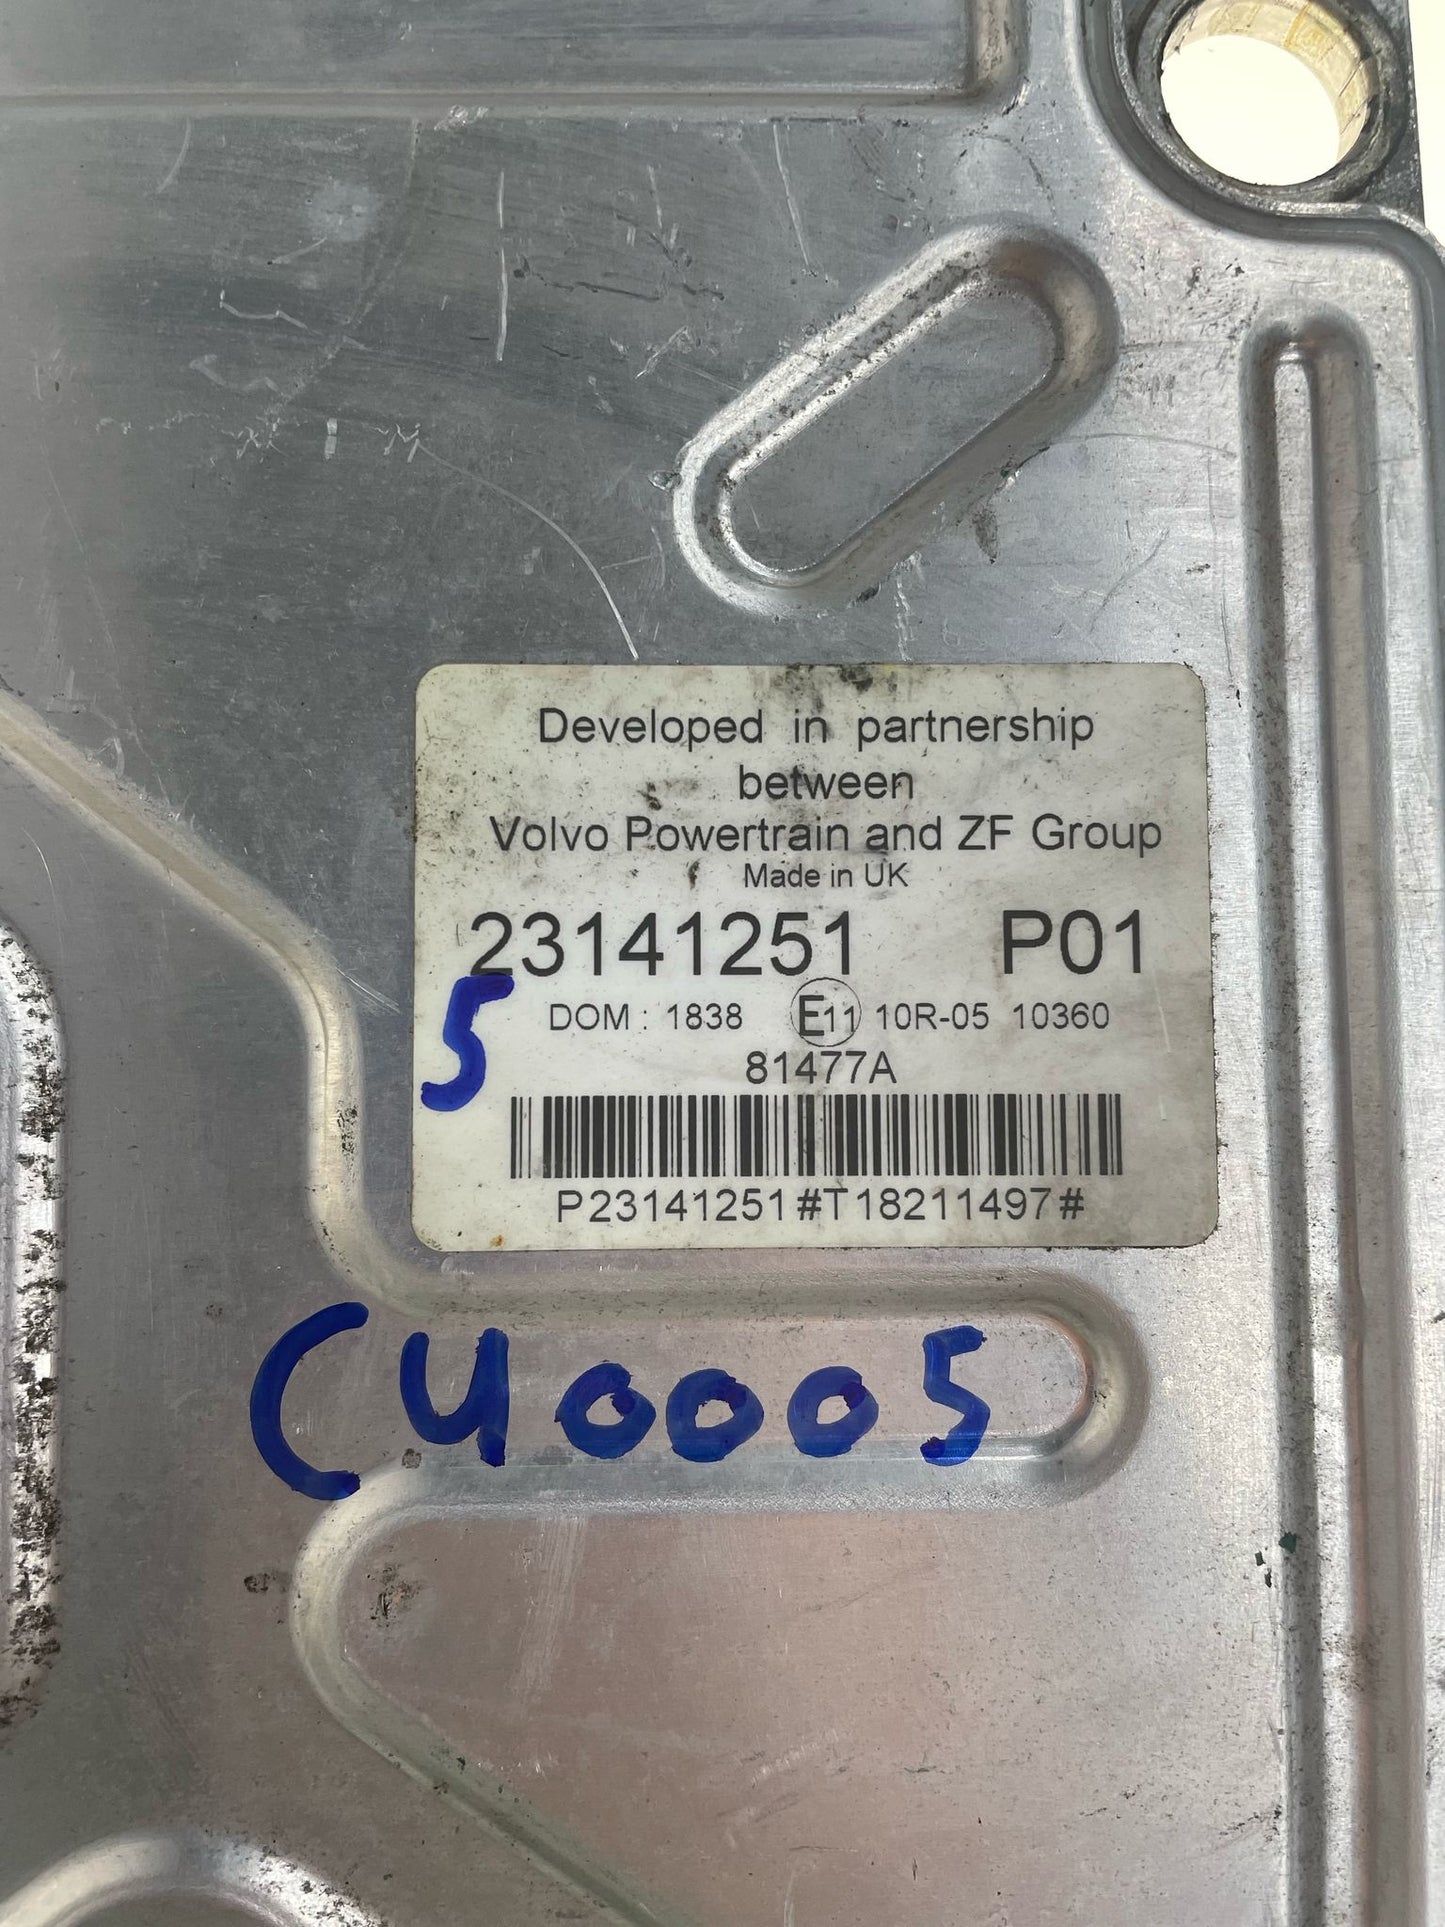 Developed in partnership
between
Volvo Powertrain and ZF Group
Made in UK
23141251 P01
5
DOM : 1838 E11 10R-05 10360
81477A
P23141251#T18211497#
CU0005